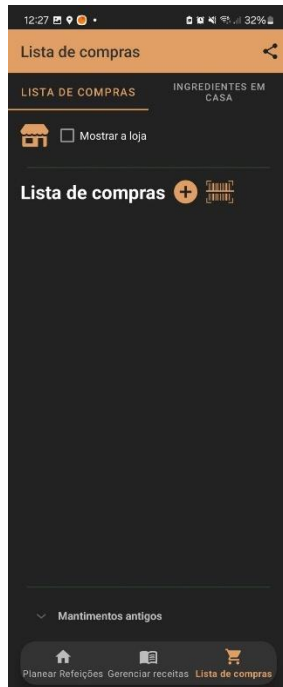 12:27
32%
Lista de compras
LISTA DE COMPRAS
INGREDIENTES EM
CASA
Mostrar a loja
Lista de compras
Mantimentos antigos
Planear Refeições Gerenciar receitas Lista de compras